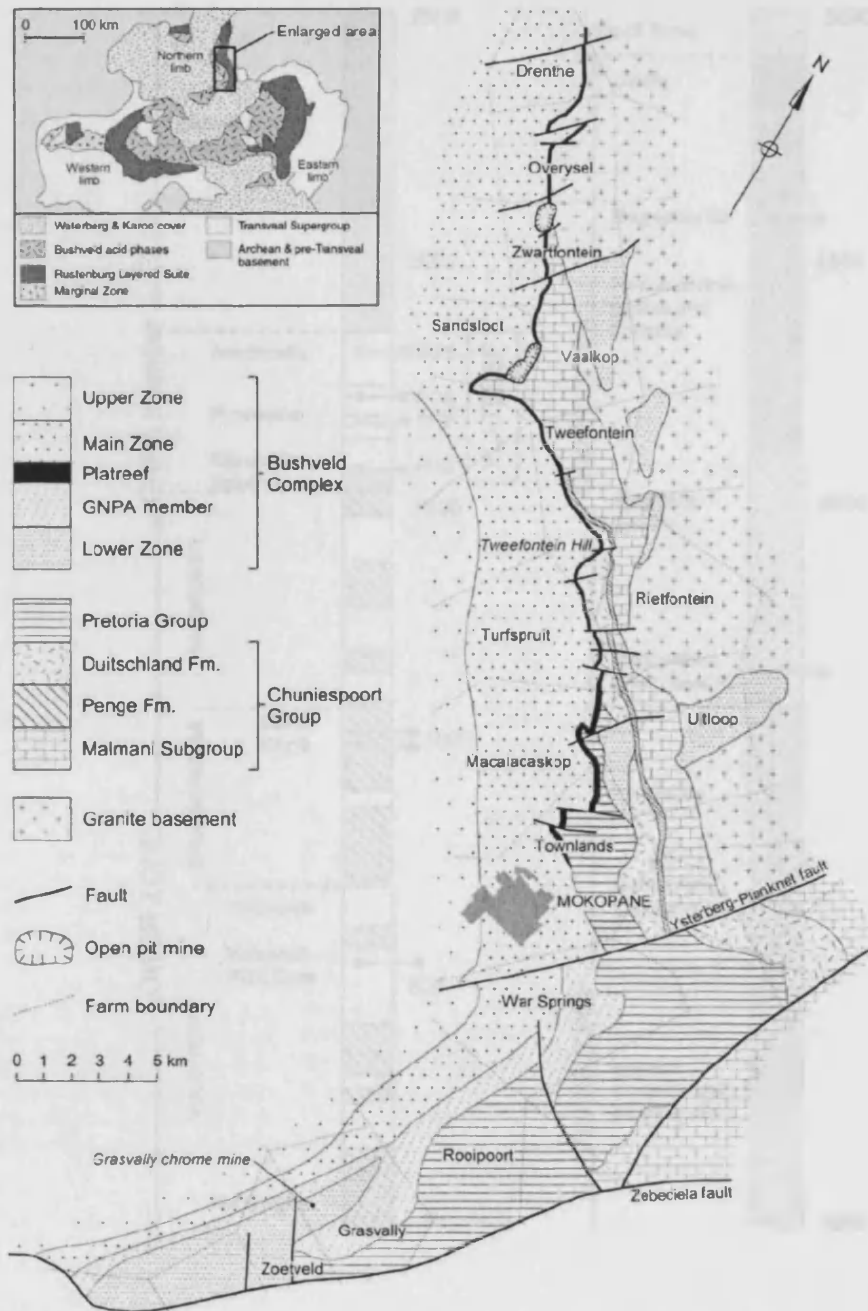 0 100 km
Enlarged area
Northern
limb
Western
limb
Eastern
limb
Waterberg & Karoo cover
Bushveld acid phases
Rustenburg Layered Suite
Marginal Zone
Transvaal Supergroup
Archean & pre-Transvaal
basement
N
Drenthe
Overysel
Zwartfontein
Sandsloot
Vaalkop
Tweefontein
Tweefontein Hill
Rietfontein
Turfspruit
Uitloop
Macalacaskop
Townlands
MOKOPANE
Ysterberg-Planknet fault
War Springs
Rooipoort
Grasvally chrome mine
Zebeciela fault
Grasvally
Zoetveld
Upper Zone
Main Zone
Platreef
GNPA member
Lower Zone
Bushveld
Complex
Pretoria Group
Duitschland Fm.
Penge Fm.
Malmani Subgroup
Chuniespoort
Group
Granite basement
Fault
Open pit mine
Farm boundary
0 1 2 3 4 5 km